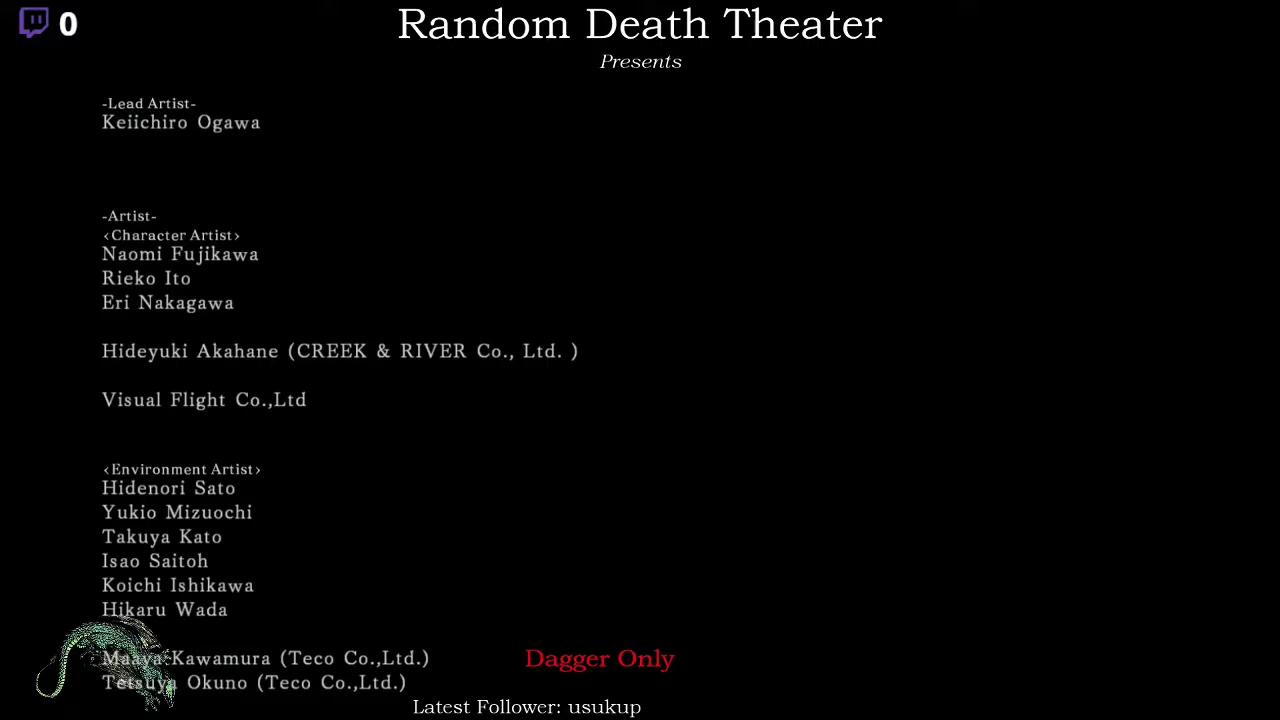 0
Random Death Theater
Presents
-Lead Artist-
Keiichiro Ogawa
-Artist-
<Character Artist>
Naomi Fujikawa
Rieko Ito
Eri Nakagawa
Hideyuki Akahane (CREEK & RIVER Co., Ltd. )
Visual Flight Co.,Ltd
<Environment Artist>
Hidenori Sato
Yukio Mizuochi
Takuya Kato
Isao Saitoh
Koichi Ishikawa
Hikaru Wada
Maaya Kawamura (Teco Co.,Ltd.)
Dagger Only
Tetsuya Okuno (Teco Co.,Ltd.)
Latest Follower: usukup